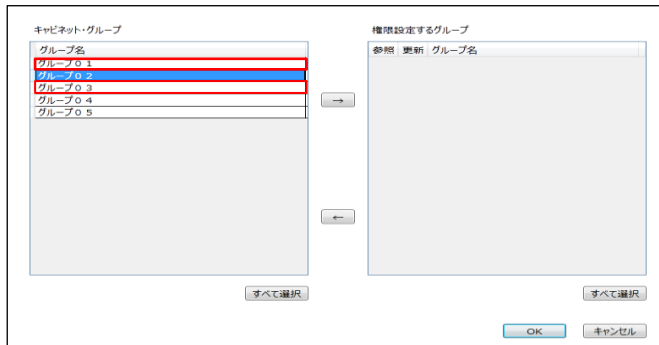 キャビネット・グループ
権限設定するグループ
グループ名
参照 更新 グループ名
グループ０１
グループ０２
グループ０３
グループ０４
グループ０５
→
←
すべて選択
すべて選択
OK
キャンセル